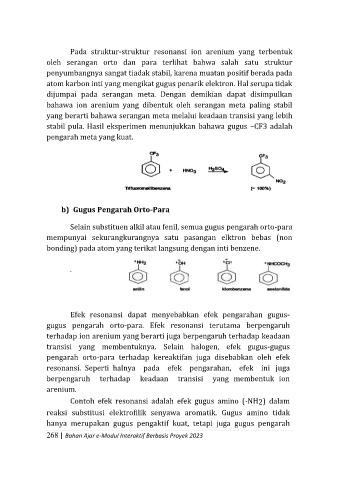 Pada struktur-struktur resonansi ion arenium yang terbentuk
oleh serangan orto dan para terlihat bahwa salah satu struktur
penyumbangnya sangat tiadak stabil, karena muatan positif berada pada
atom karbon inti yang mengikat gugus penarik elektron. Hal serupa tidak
dijumpai pada serangan meta. Dengan demikian dapat disimpulkan
bahawa ion arenium yang dibentuk oleh serangan meta paling stabil
yang berarti bahawa serangan meta melalui keadaan transisi yang lebih
stabil pula. Hasil eksperimen menunjukkan bahawa gugus –CF3 adalah
pengarah meta yang kuat.
CF3 + HNO3 H2SO4 CF3
NO2
Trifluorometilbenzena (~ 100%)
b) Gugus Pengarah Orto-Para
Selain substituen alkil atau fenil, semua gugus pengarah orto-para
mempunyai sekurangkurangnya satu pasangan elktron bebas (non
bonding) pada atom yang terikat langsung dengan inti benzene.
NH2 OH Cl NHCOCH3
anilin fenol klorobenzena asetanilida
Efek resonansi dapat menyebabkan efek pengarahan gugus-
gugus pengarah orto-para. Efek resonansi terutama berpengaruh
terhadap ion arenium yang berarti juga berpengaruh terhadap keadaan
transisi yang membentuknya. Selain halogen, efek gugus-gugus
pengarah orto-para terhadap kereaktifan juga disebabkan oleh efek
resonansi. Seperti halnya pada efek pengarahan, efek ini juga
berpengaruh terhadap keadaan transisi yang membentuk ion
arenium.
Contoh efek resonansi adalah efek gugus amino (-NH2) dalam
reaksi substitusi elektrofilik senyawa aromatik. Gugus amino tidak
hanya merupakan gugus pengaktif kuat, tetapi juga gugus pengarah
268 | Bahan Ajar e-Modul Interaktif Berbasis Proyek 2023